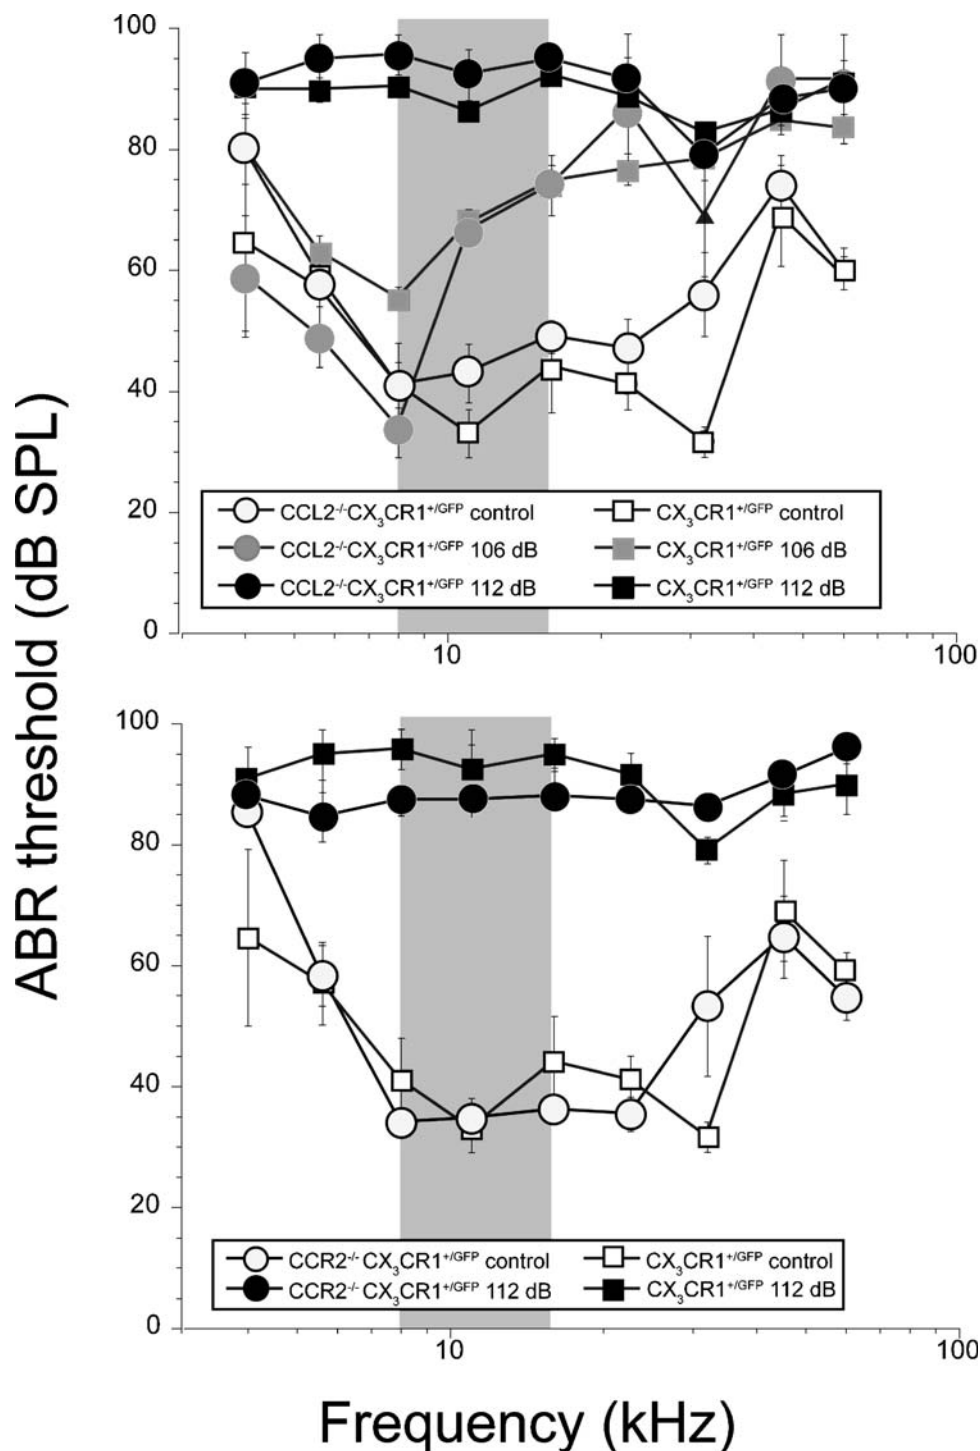 ABR threshold (dB SPL)
100
80
60
40
20
0
CCL2-/-CX3CR1+/GFP control
CX3CR1+/GFP control
CCL2-/-CX3CR1+/GFP 106 dB
CX3CR1+/GFP 106 dB
CCL2-/-CX3CR1+/GFP 112 dB
CX3CR1+/GFP 112 dB
10
100
100
80
60
40
20
0
CCR2-/-CX3CR1+/GFP control
CX3CR1+/GFP control
CCR2-/-CX3CR1+/GFP 112 dB
CX3CR1+/GFP 112 dB
10
100
Frequency (kHz)